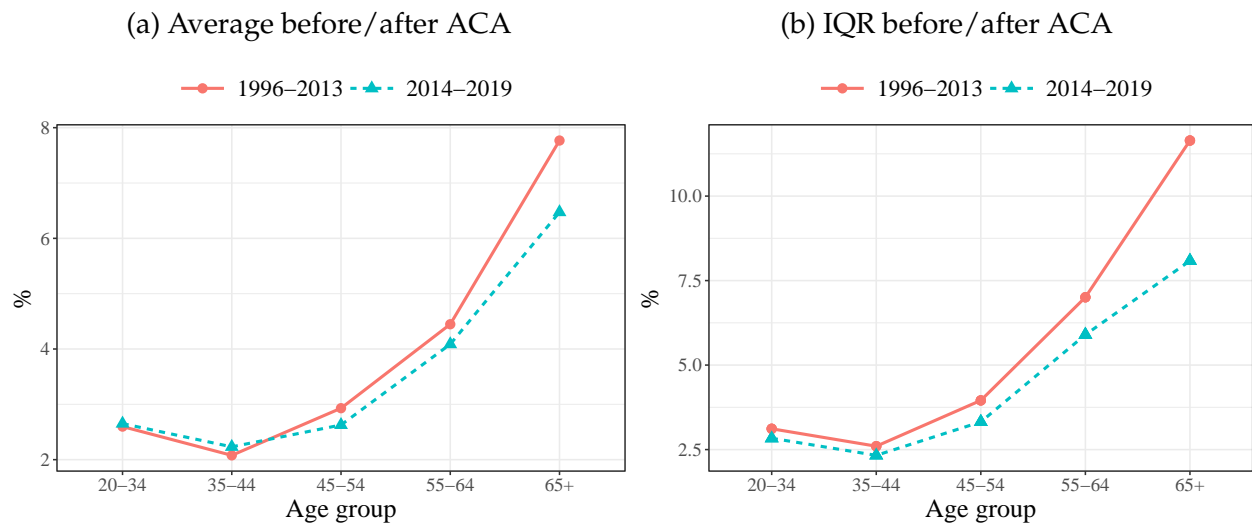 (a) Average before/after ACA
1996–2013 2014–2019
8
6
4
2
%
20–34 35–44 45–54 55–64 65+
Age group
(b) IQR before/after ACA
1996–2013 2014–2019
10.0
7.5
5.0
2.5
%
20–34 35–44 45–54 55–64 65+
Age group